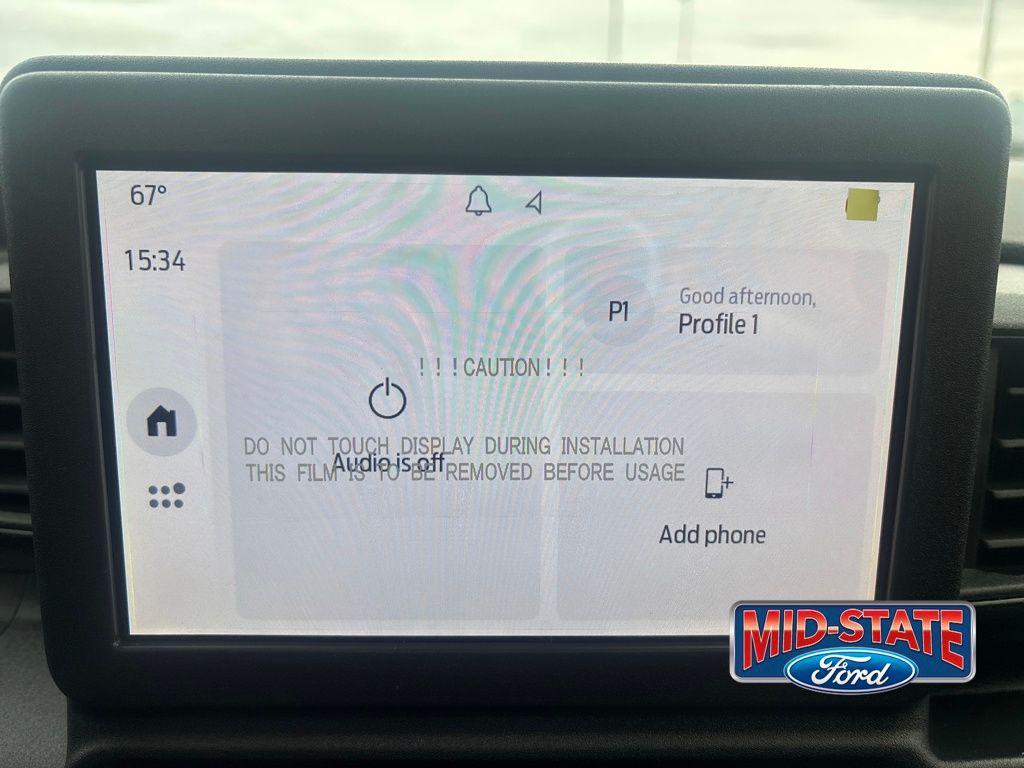 67°
15:34
P1
Good afternoon,
Profile 1
!!!CAUTION!!!
DO NOT TOUCH DISPLAY DURING INSTALLATION
Audio is off
THIS FILM IS TO BE REMOVED BEFORE USAGE
Add phone
MID-STATE
Ford